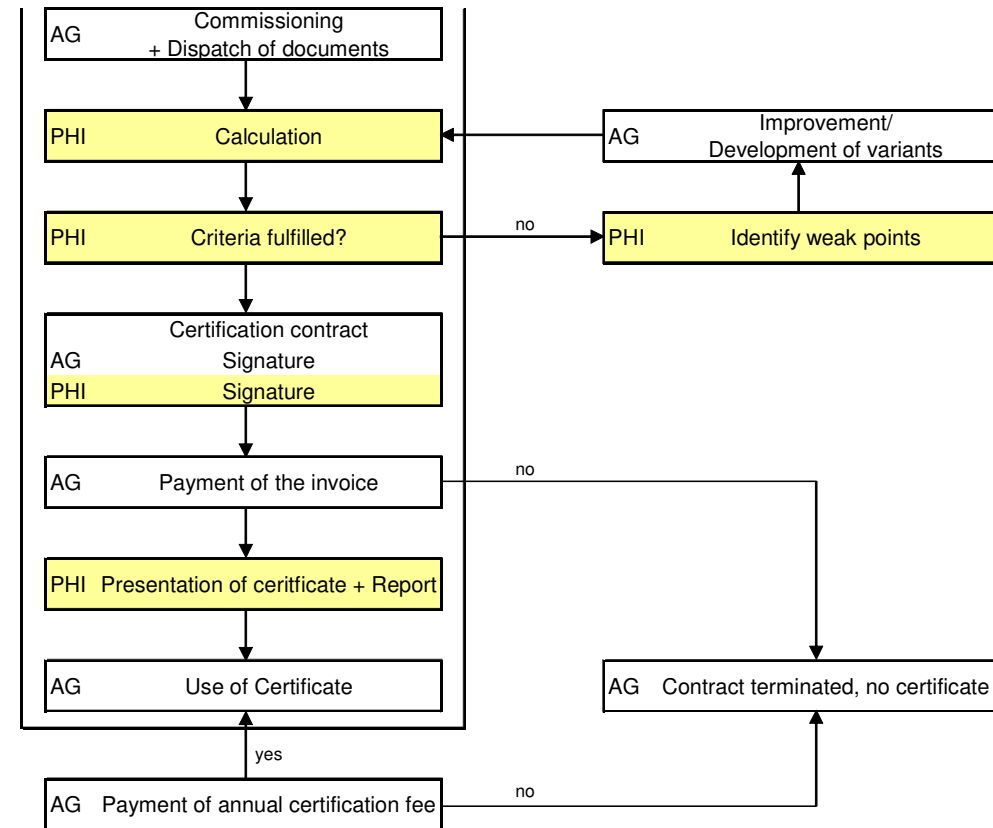 AG Commissioning
+ Dispatch of documents
PHI Calculation
AG Improvement/
Development of variants
PHI Criteria fulfilled?
no
PHI Identify weak points
Certification contract
AG Signature
PHI Signature
AG Payment of the invoice
no
PHI Presentation of ceritficate + Report
AG Use of Certificate
AG Contract terminated, no certificate
yes
AG Payment of annual certification fee
no